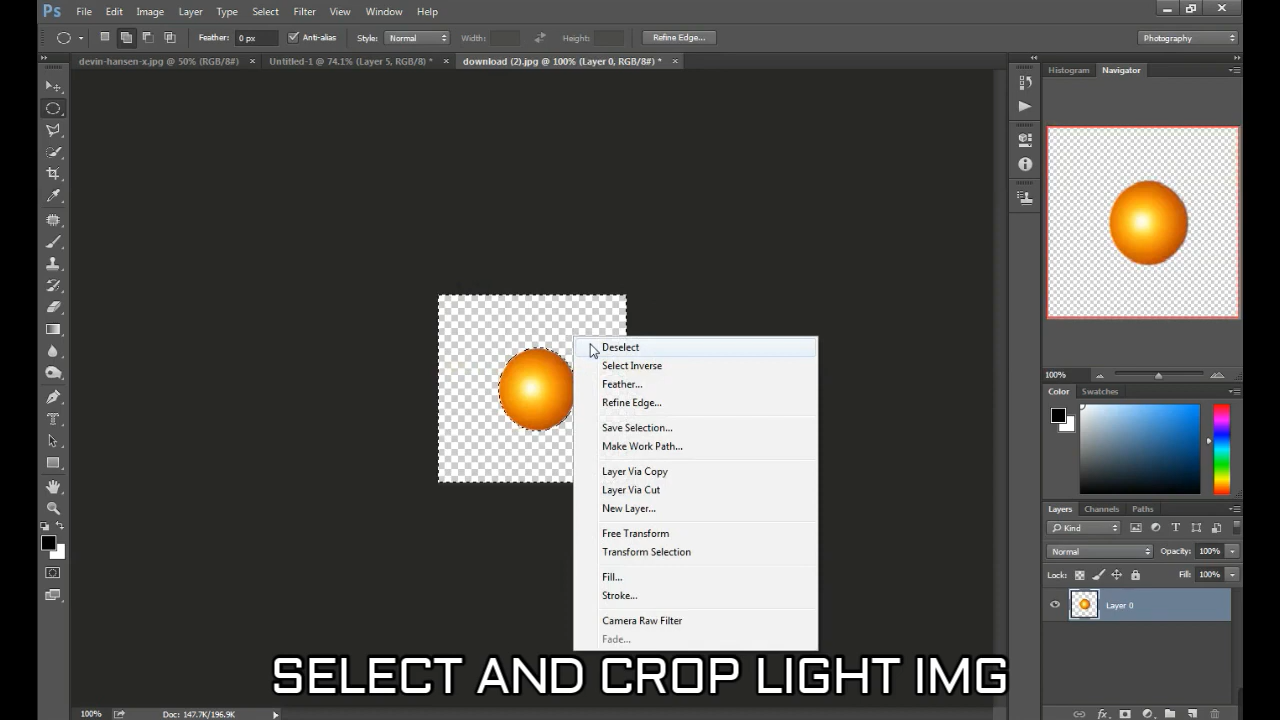 Ps File Edit Image Layer Type Select Filter View Window Help
Feather: 0 px Anti-alias Style: Normal Width: Height: Refine Edge... Photography
devin-hansen-x.jpg @ 50% (RGB/8#) × Untitled-1 @ 74.1% (Layer 5, RGB/8) * × download (2).jpg @ 100% (Layer 0, RGB/8#) * ×
Histogram Navigator
Deselect
Select Inverse
Feather...
Refine Edge...
Save Selection...
Make Work Path...
Layer Via Copy
Layer Via Cut
New Layer...
Free Transform
Transform Selection
Fill...
Stroke...
Camera Raw Filter
Fade...
100%
Color Swatches
Layers Channels Paths
Kind
Normal Opacity: 100%
Lock: Fill: 100%
Layer 0
SELECT AND CROP LIGHT IMG
100% Doc: 147.7K/196.9K